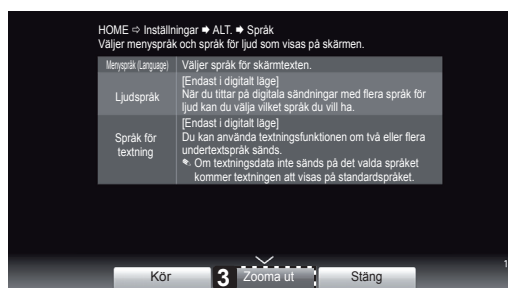 HOME ⇨ Inställningar ➡ ALT. ➡ Språk
Väljer menyspråk och språk för ljud som visas på skärmen.
Menyspråk (Language) Väljer språk för skärmtexten.
Ljudspråk
[Endast i digitalt läge]
När du tittar på digitala sändningar med flera språk för
ljud kan du välja vilket språk du vill ha.
Språk för
textning
[Endast i digitalt läge]
Du kan använda textningsfunktionen om två eller flera
undertextspråk sänds.
✎ Om textningsdata inte sänds på det valda språket
kommer textningen att visas på standardspråket.
1
Kör 3 Zooma ut Stäng